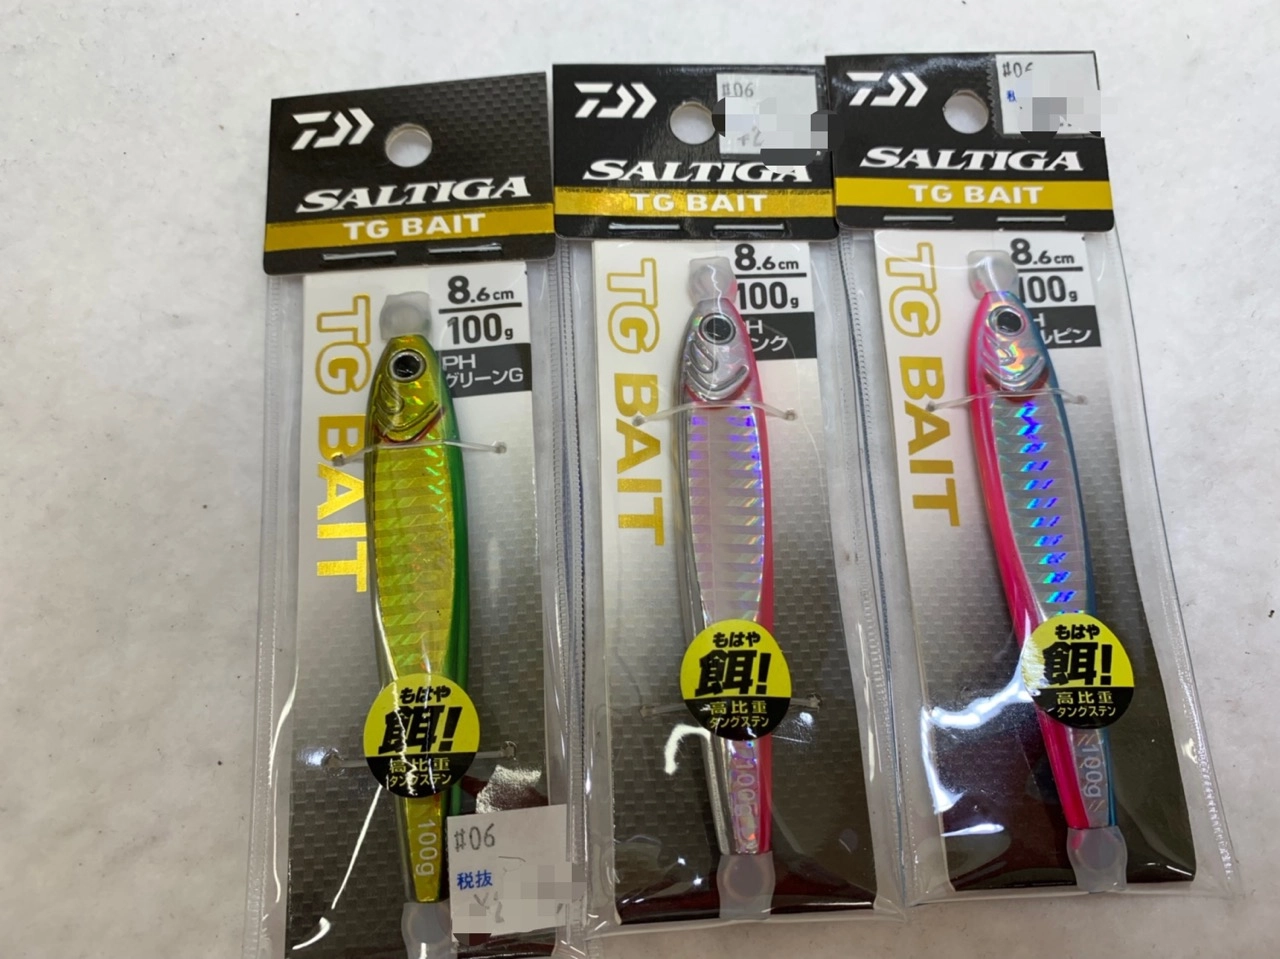 SALTIGA
TG BAIT
8.6cm
100g
PH
グリーンG
TG BAIT
もはや
餌!
高比重
タングステン
100g
#06
税抜
#06
SALTIGA
TG BAIT
8.6cm
100g
TG BAIT
もはや
餌!
高比重
タングステン
100g
SALTIGA
TG BAIT
8.6cm
100g
TG BAIT
もはや
餌!
高比重
タングステン
100g